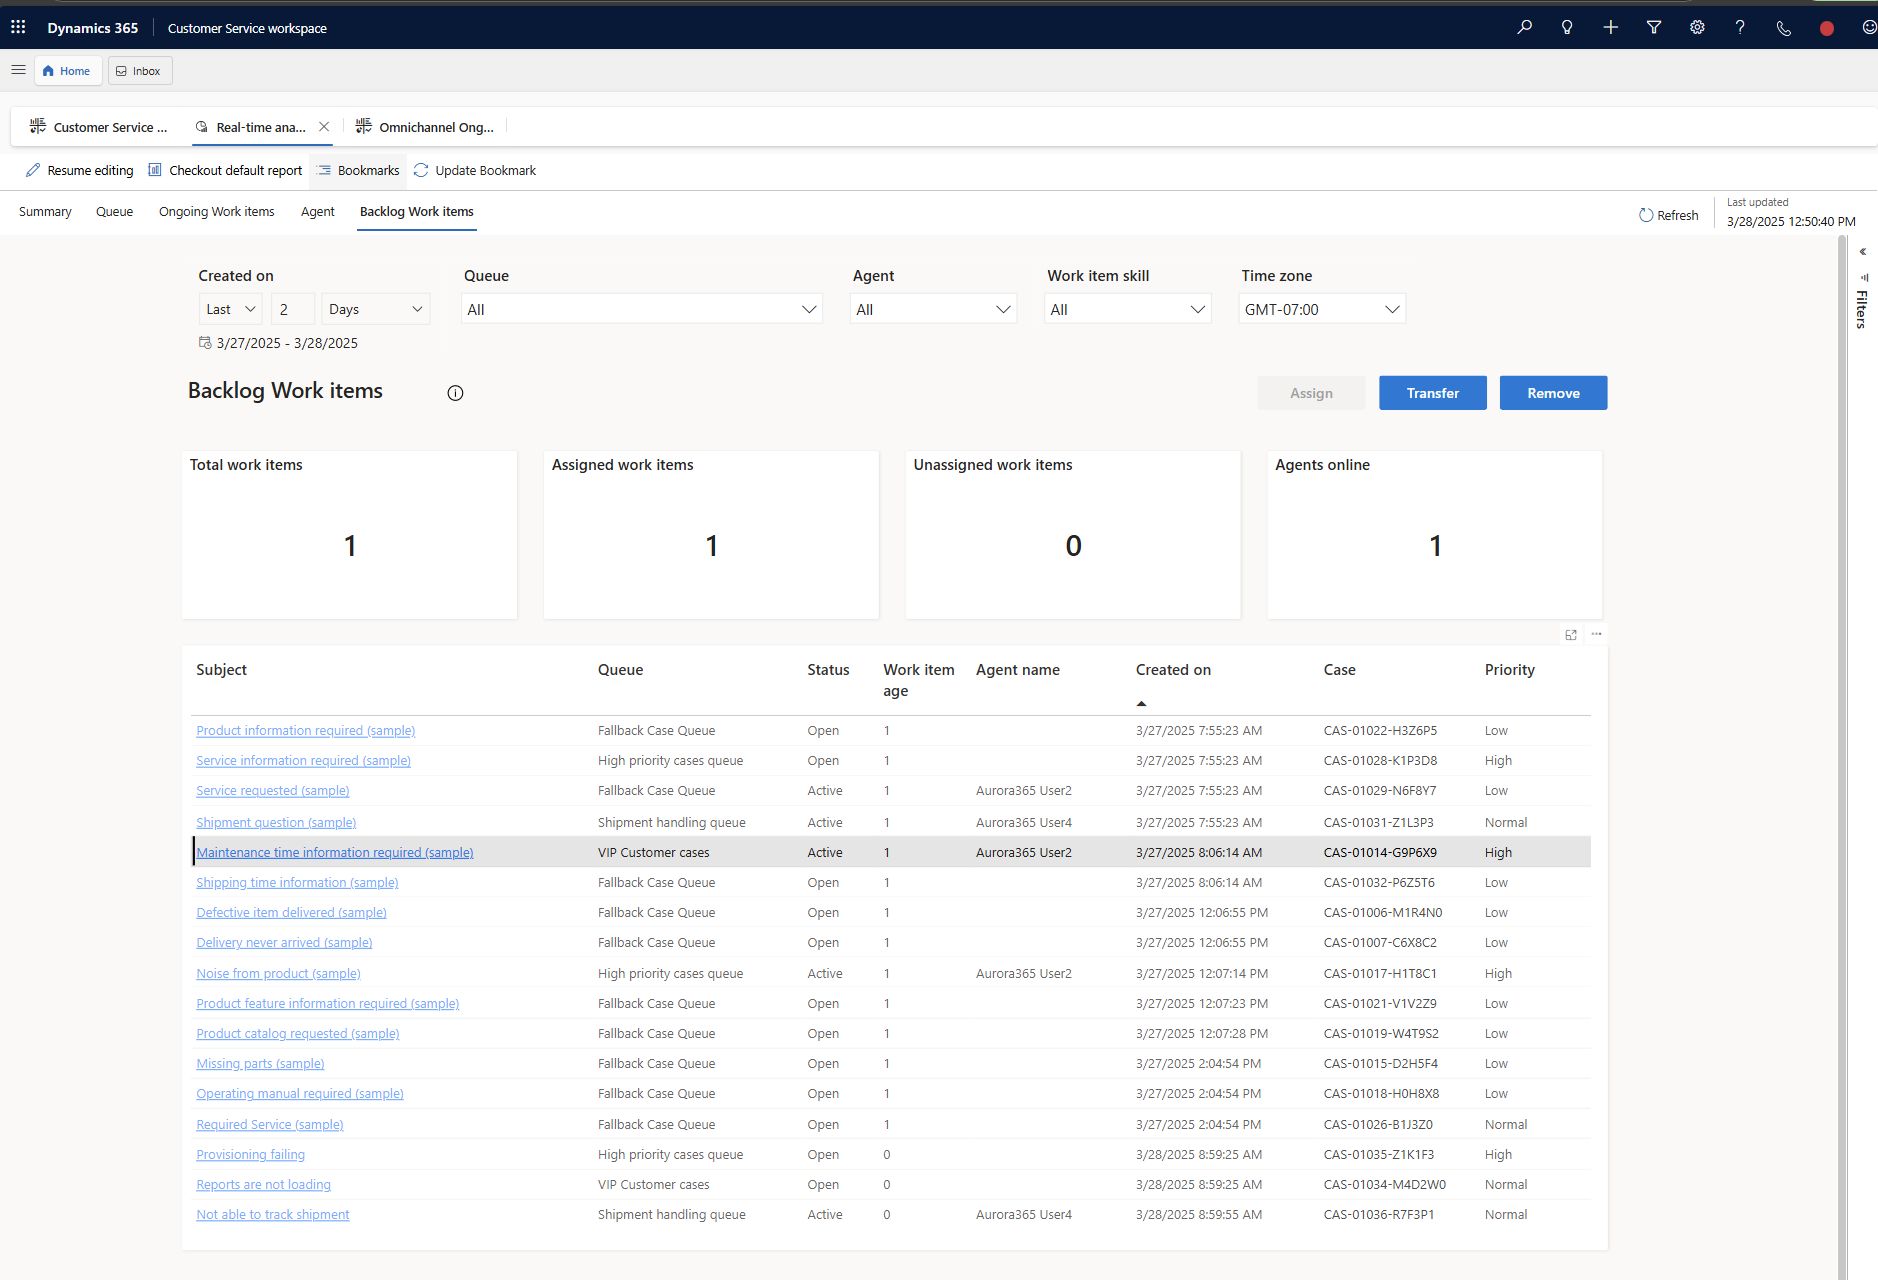 Dynamics 365 Customer Service workspace
Home Inbox
Customer Service ... Real-time ana... Omnichannel Ong...
Resume editing Checkout default report Bookmarks Update Bookmark
Summary Queue Ongoing Work items Agent Backlog Work items
Refresh
Last updated
3/28/2025 12:50:40 PM
Filters
Created on Queue Agent Work item skill Time zone
Last 2 Days All All All GMT-07:00
3/27/2025 - 3/28/2025
Backlog Work items
Assign Transfer Remove
Total work items Assigned work items Unassigned work items Agents online
1 1 0 1
Subject Queue Status Work item age Agent name Created on Case Priority
Product information required (sample) Fallback Case Queue Open 1 3/27/2025 7:55:23 AM CAS-01022-H3Z6P5 Low
Service information required (sample) High priority cases queue Open 1 3/27/2025 7:55:23 AM CAS-01028-K1P3D8 High
Service requested (sample) Fallback Case Queue Active 1 Aurora365 User2 3/27/2025 7:55:23 AM CAS-01029-N6F8Y7 Low
Shipment question (sample) Shipment handling queue Active 1 Aurora365 User4 3/27/2025 7:55:23 AM CAS-01031-Z1L3P3 Normal
Maintenance time information required (sample) VIP Customer cases Active 1 Aurora365 User2 3/27/2025 8:06:14 AM CAS-01014-G9P6X9 High
Shipping time information (sample) Fallback Case Queue Open 1 3/27/2025 8:06:14 AM CAS-01032-P6Z5T6 Low
Defective item delivered (sample) Fallback Case Queue Open 1 3/27/2025 12:06:55 PM CAS-01006-M1R4N0 Low
Delivery never arrived (sample) Fallback Case Queue Open 1 3/27/2025 12:06:55 PM CAS-01007-C6X8C2 Low
Noise from product (sample) High priority cases queue Active 1 Aurora365 User2 3/27/2025 12:07:14 PM CAS-01017-H1T8C1 High
Product feature information required (sample) Fallback Case Queue Open 1 3/27/2025 12:07:23 PM CAS-01021-V1V2Z9 Low
Product catalog requested (sample) Fallback Case Queue Open 1 3/27/2025 12:07:28 PM CAS-01019-W4T9S2 Low
Missing parts (sample) Fallback Case Queue Open 1 3/27/2025 2:04:54 PM CAS-01015-D2H5F4 Low
Operating manual required (sample) Fallback Case Queue Open 1 3/27/2025 2:04:54 PM CAS-01018-H0H8X8 Low
Required Service (sample) Fallback Case Queue Open 1 3/27/2025 2:04:54 PM CAS-01026-B1J3Z0 Normal
Provisioning failing High priority cases queue Open 0 3/28/2025 8:59:25 AM CAS-01035-Z1K1F3 High
Reports are not loading VIP Customer cases Open 0 3/28/2025 8:59:25 AM CAS-01034-M4D2W0 Normal
Not able to track shipment Shipment handling queue Active 0 Aurora365 User4 3/28/2025 8:59:55 AM CAS-01036-R7F3P1 Normal